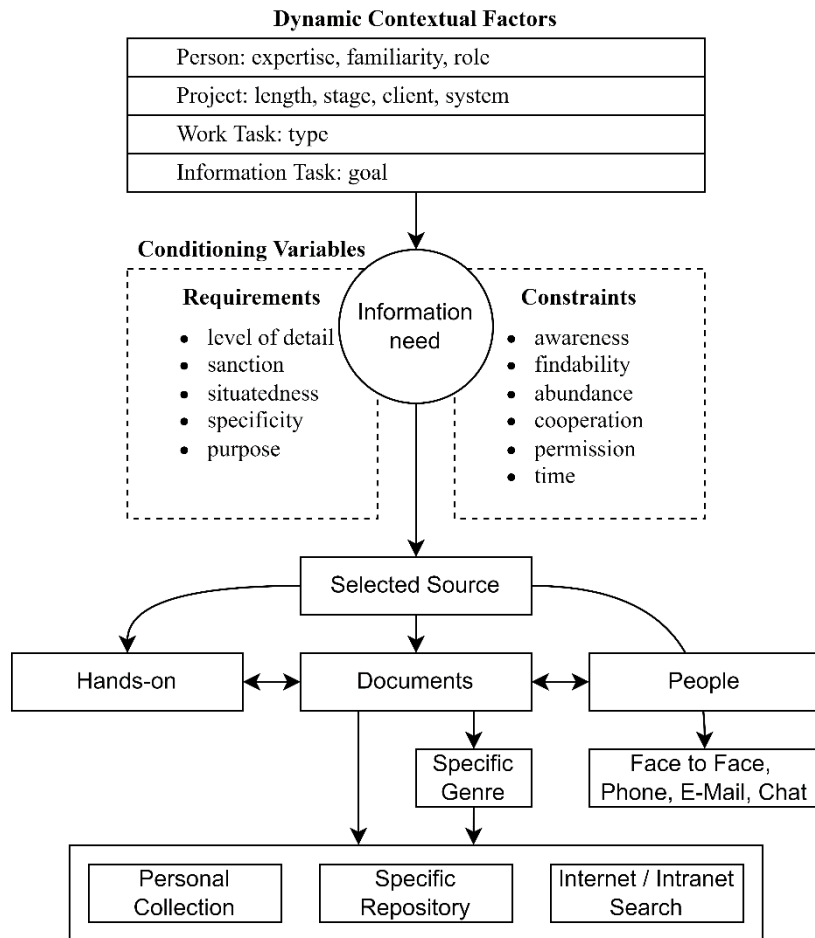 Dynamic Contextual Factors
Person: expertise, familiarity, role
Project: length, stage, client, system
Work Task: type
Information Task: goal
Conditioning Variables
Requirements
• level of detail
• sanction
• situatedness
• specificity
• purpose
Information
need
Constraints
• awareness
• findability
• abundance
• cooperation
• permission
• time
Selected Source
Hands-on
Documents
People
Specific
Genre
Face to Face,
Phone, E-Mail, Chat
Personal
Collection
Specific
Repository
Internet / Intranet
Search